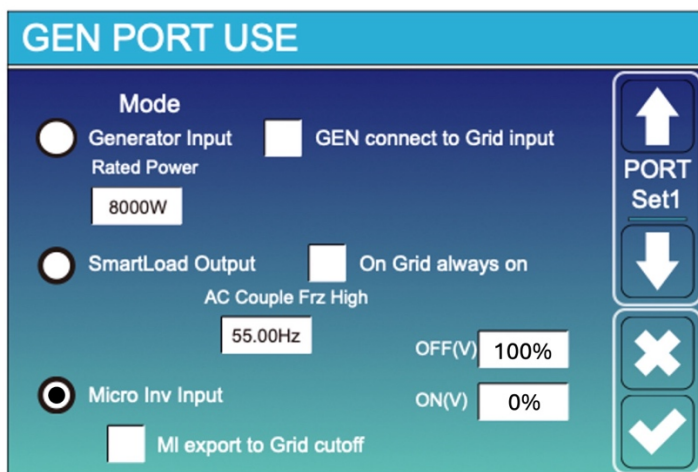 GEN PORT USE
Mode
Generator Input
GEN connect to Grid input
Rated Power
8000W
SmartLoad Output
On Grid always on
AC Couple Frz High
55.00Hz
OFF(V) 100%
Micro Inv Input
ON(V) 0%
MI export to Grid cutoff
PORT
Set1